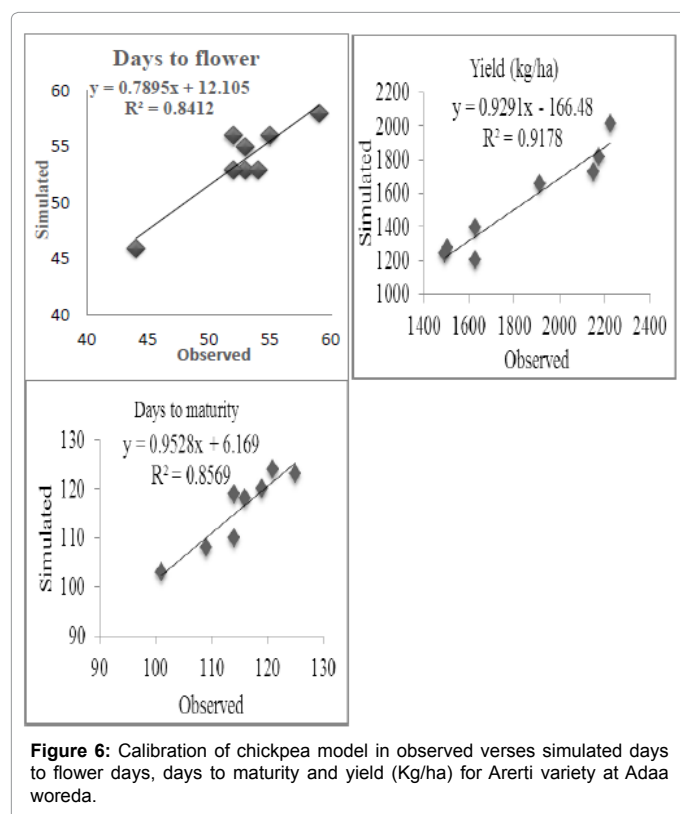 Days to flower
y = 0.7895x + 12.105
R² = 0.8412
60
55
50
45
40
Simulated
40 45 50 55 60
Observed
Yield (kg/ha)
y = 0.9291x - 166.48
R² = 0.9178
2200
2000
1800
1600
1400
1200
1000
Simulated
1400 1600 1800 2000 2200 2400
Observed
Days to maturity
y = 0.9528x + 6.169
R² = 0.8569
130
120
110
100
90
Simulated
90 100 110 120 130
Observed
Figure 6: Calibration of chickpea model in observed verses simulated days
to flower days, days to maturity and yield (Kg/ha) for Arerti variety at Adaa
woreda.